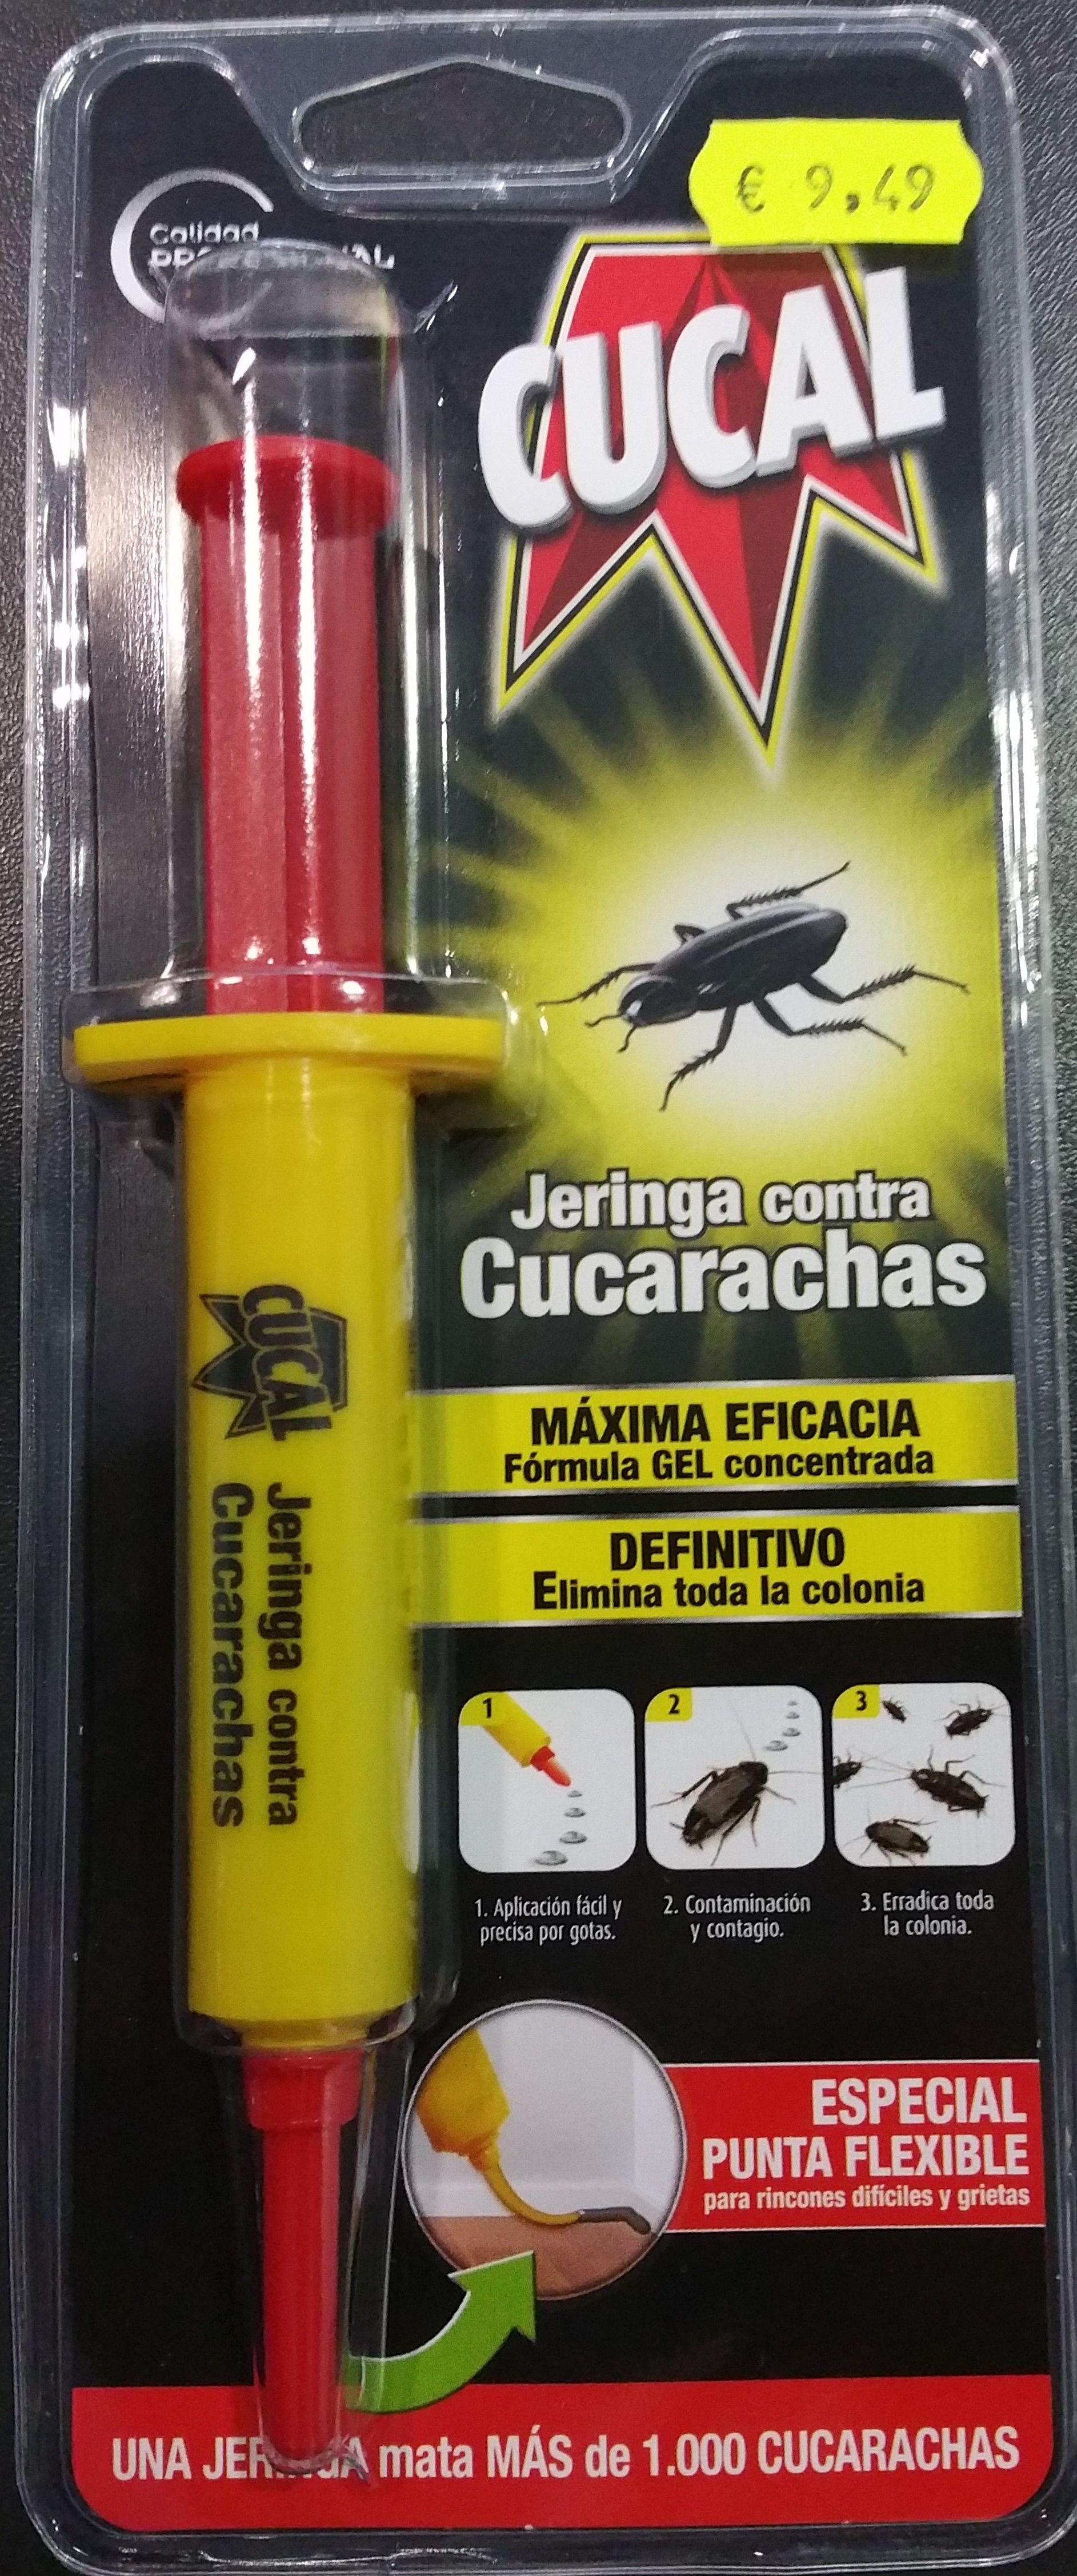 € 9,49
Calidad
PROFESIONAL
CUCAL
Jeringa contra
Cucarachas
MÁXIMA EFICACIA
Fórmula GEL concentrada
DEFINITIVO
Elimina toda la colonia
CUCAL
Jeringa contra
Cucarachas
1
2
3
1. Aplicación fácil y
precisa por gotas.
2. Contaminación
y contagio.
3. Erradica toda
la colonia.
ESPECIAL
PUNTA FLEXIBLE
para rincones difíciles y grietas
UNA JERINGA mata MÁS de 1.000 CUCARACHAS